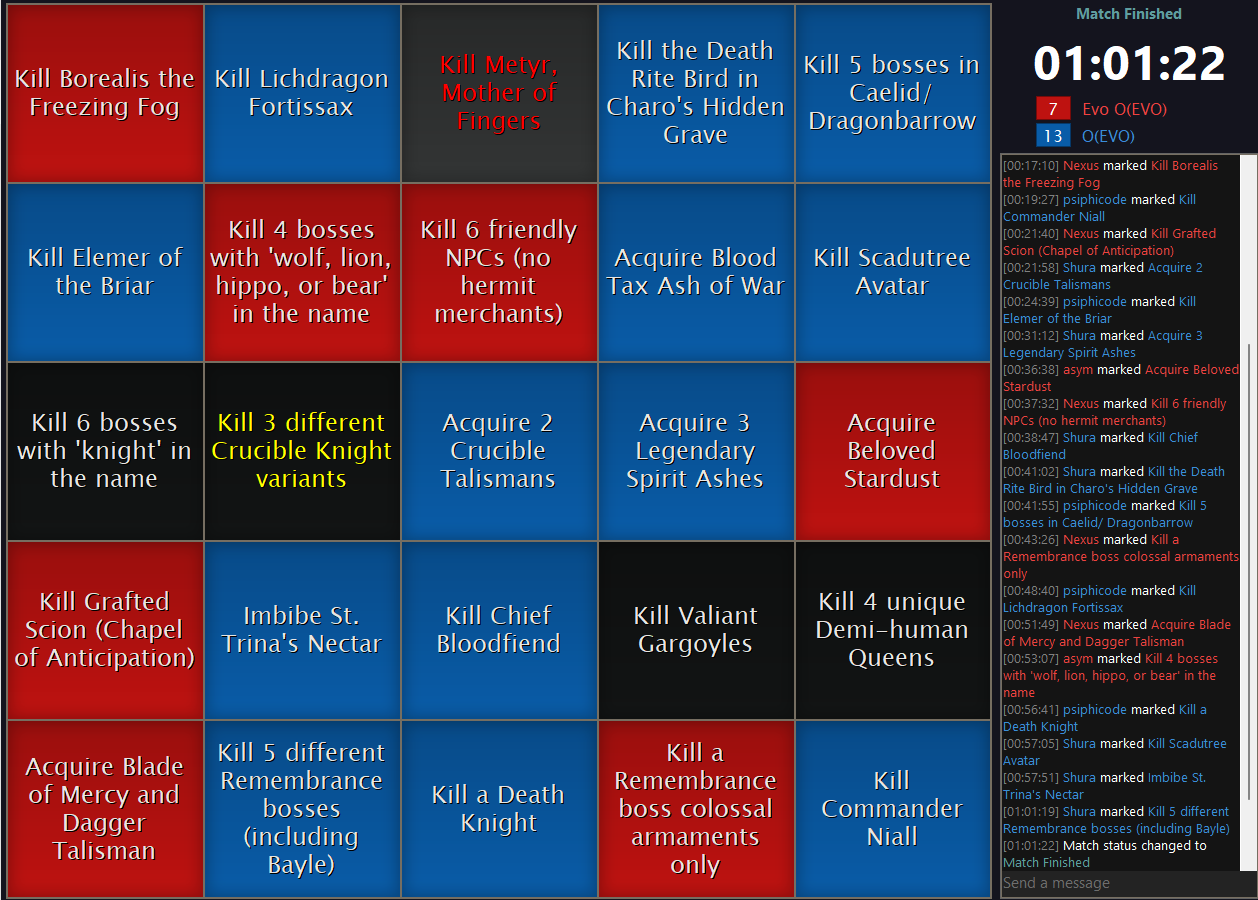 Kill Borealis the
Freezing Fog
Kill Lichdragon
Fortissax
Kill Metyr,
Mother of
Fingers
Kill the Death
Rite Bird in
Charo's Hidden
Grave
Kill 5 bosses in
Caelid/
Dragonbarrow
Kill Elemer of
the Briar
Kill 4 bosses
with 'wolf, lion,
hippo, or bear'
in the name
Kill 6 friendly
NPCs (no
hermit
merchants)
Acquire Blood
Tax Ash of War
Kill Scadutree
Avatar
Kill 6 bosses
with 'knight' in
the name
Kill 3 different
Crucible Knight
variants
Acquire 2
Crucible
Talismans
Acquire 3
Legendary
Spirit Ashes
Acquire
Beloved
Stardust
Kill Grafted
Scion (Chapel
of Anticipation)
Imbibe St.
Trina's Nectar
Kill Chief
Bloodfiend
Kill Valiant
Gargoyles
Kill 4 unique
Demi-human
Queens
Acquire Blade
of Mercy and
Dagger
Talisman
Kill 5 different
Remembrance
bosses
(including
Bayle)
Kill a Death
Knight
Kill a
Remembrance
boss colossal
armaments
only
Kill
Commander
Niall
Match Finished
01:01:22
7 Evo O(EVO)
13 O(EVO)
[00:17:10] Nexus marked Kill Borealis
the Freezing Fog
[00:19:27] psiphicode marked Kill
Commander Niall
[00:21:40] Nexus marked Kill Grafted
Scion (Chapel of Anticipation)
[00:21:58] Shura marked Acquire 2
Crucible Talismans
[00:24:39] psiphicode marked Kill
Elemer of the Briar
[00:31:12] Shura marked Acquire 3
Legendary Spirit Ashes
[00:36:38] asym marked Acquire Beloved
Stardust
[00:37:32] Nexus marked Kill 6 friendly
NPCs (no hermit merchants)
[00:38:47] Shura marked Kill Chief
Bloodfiend
[00:41:02] Shura marked Kill the Death
Rite Bird in Charo's Hidden Grave
[00:41:55] psiphicode marked Kill 5
bosses in Caelid/ Dragonbarrow
[00:43:26] Nexus marked Kill a
Remembrance boss colossal armaments
only
[00:48:40] psiphicode marked Kill
Lichdragon Fortissax
[00:51:49] Nexus marked Acquire Blade
of Mercy and Dagger Talisman
[00:53:07] asym marked Kill 4 bosses
with 'wolf, lion, hippo, or bear' in the
name
[00:56:41] psiphicode marked Kill a
Death Knight
[00:57:05] Shura marked Kill Scadutree
Avatar
[00:57:51] Shura marked Imbibe St.
Trina's Nectar
[01:01:19] Shura marked Kill 5 different
Remembrance bosses (including Bayle)
[01:01:22] Match status changed to
Match Finished
Send a message